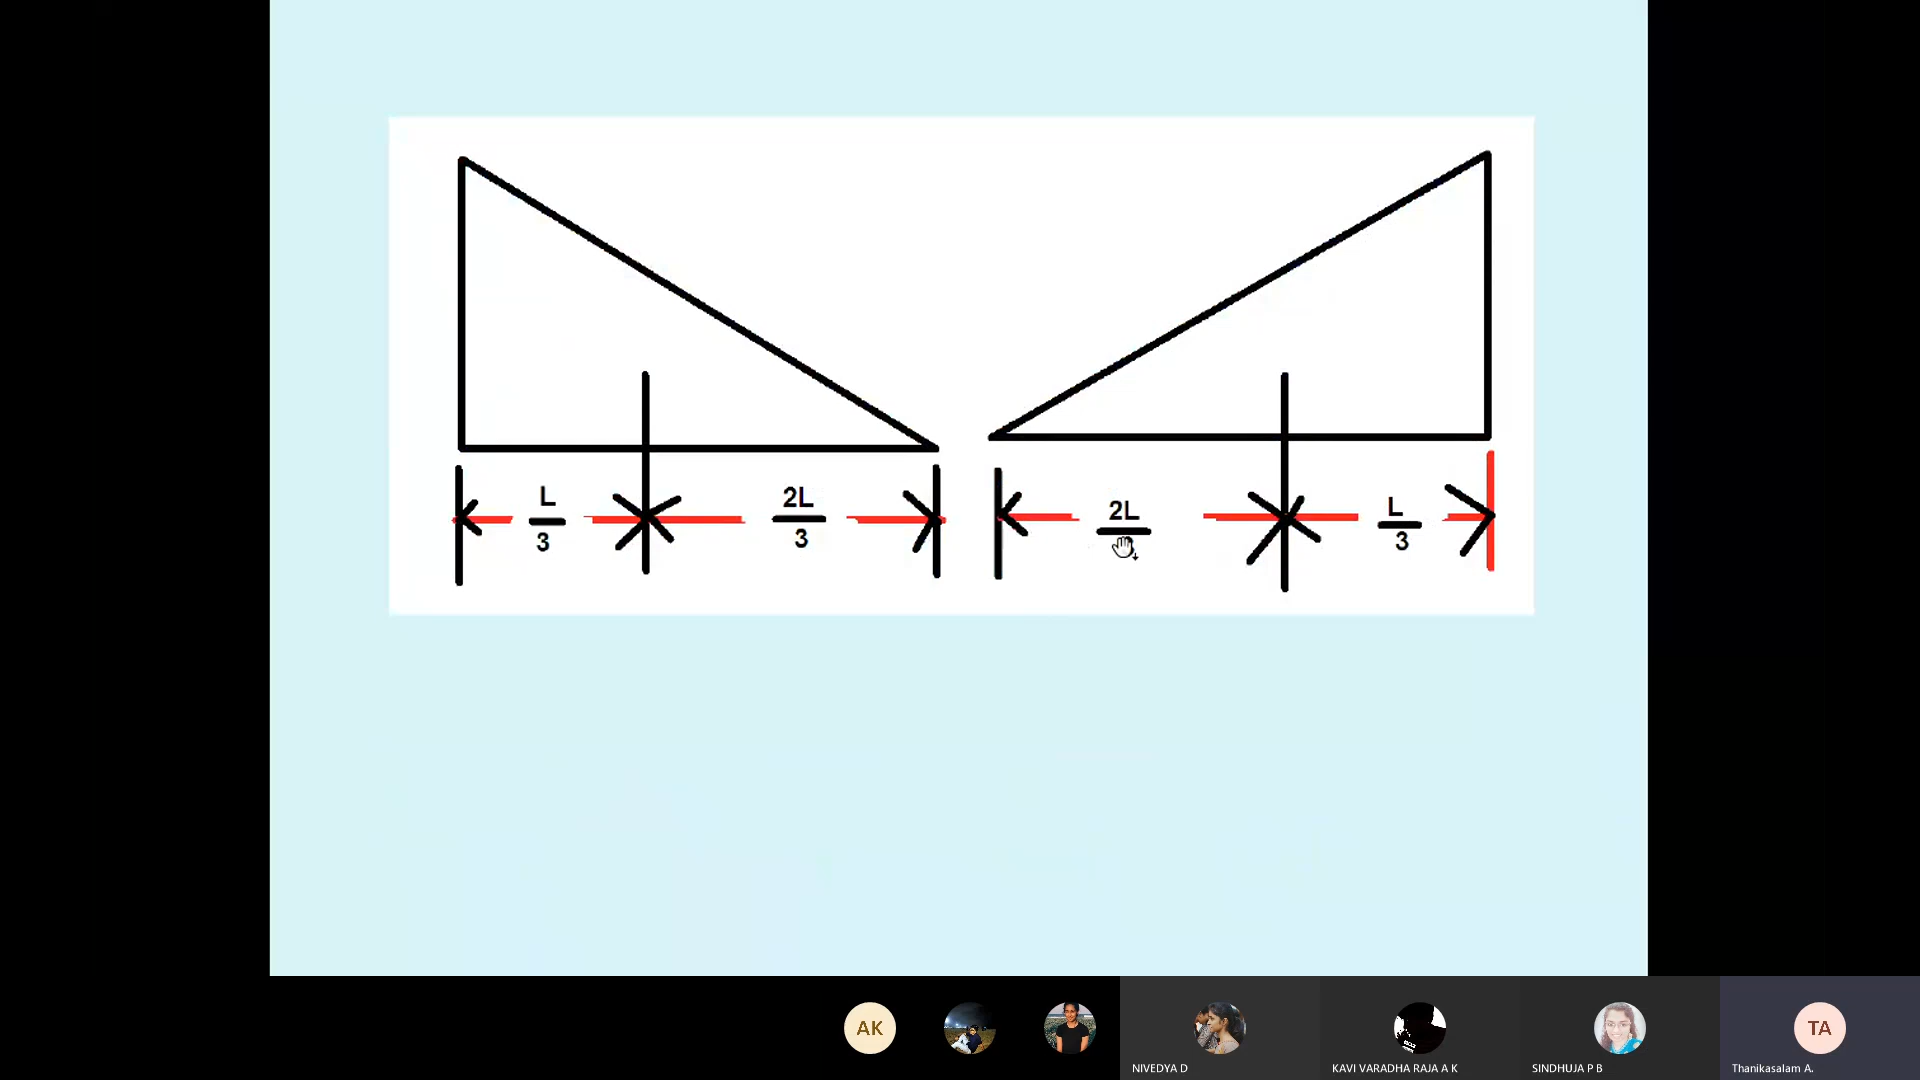 L
3
2L
3
2L
L
3
AK
NIVEDYA D
KAVI VARADHA RAJA A K
SINDHUJA P B
TA
Thanikasalam A.